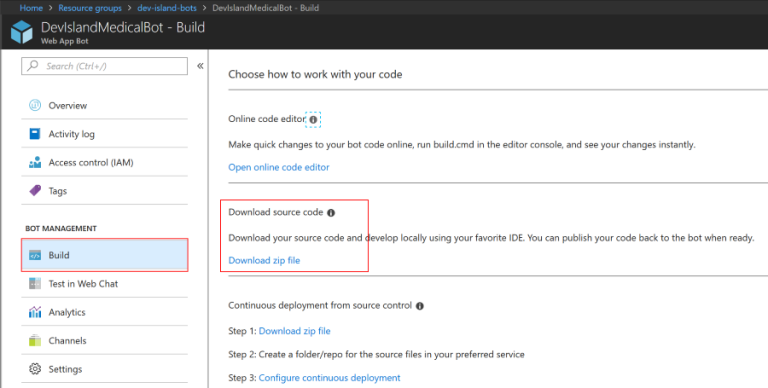 Home > Resource groups > dev-island-bots > DevIslandMedicalBot - Build
DevIslandMedicalBot - Build
Web App Bot
Search (Ctrl+/)
Overview
Activity log
Access control (IAM)
Tags
BOT MANAGEMENT
Build
Test in Web Chat
Analytics
Channels
Settings
Choose how to work with your code
Online code editor
Make quick changes to your bot code online, run build.cmd in the editor console, and see your changes instantly.
Open online code editor
Download source code
Download your source code and develop locally using your favorite IDE. You can publish your code back to the bot when ready.
Download zip file
Continuous deployment from source control
Step 1: Download zip file
Step 2: Create a folder/repo for the source files in your preferred service
Step 3: Configure continuous deployment